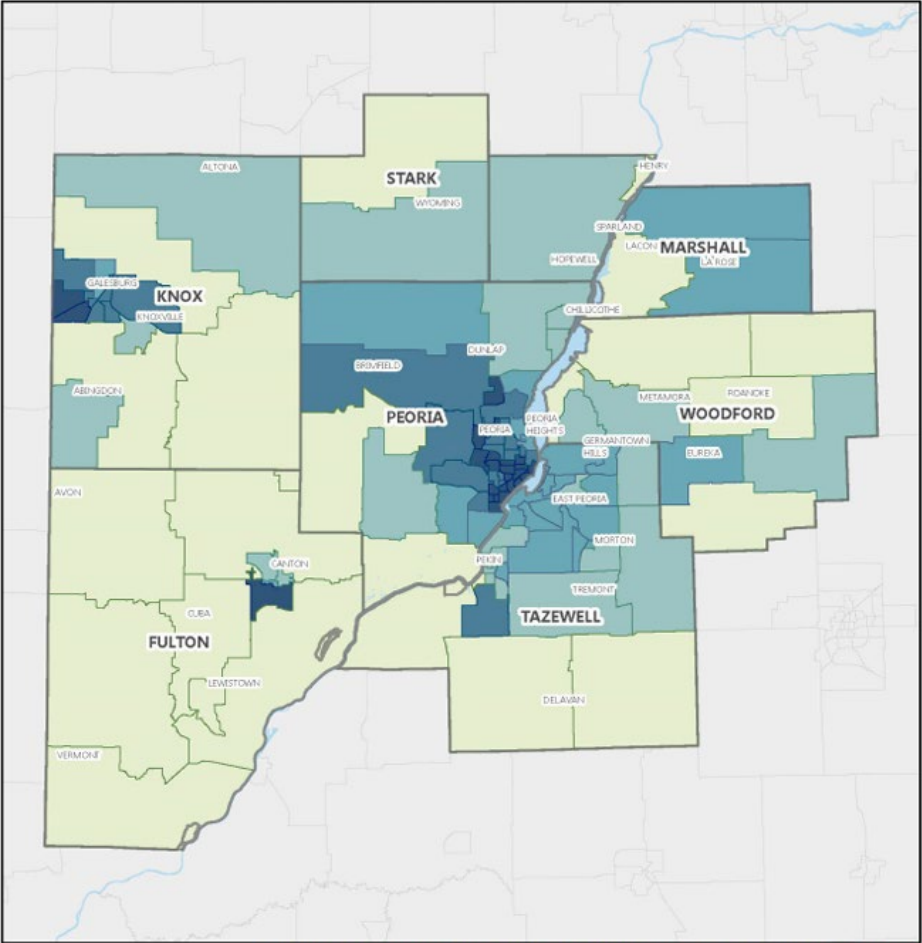 ALTONA
HENRY
STARK
WYOMING
SPARLAND
LACON
MARSHALL
LA ROSE
HOPEWELL
GALESBURG
KNOX
KNOXVILLE
CHILLICOTHE
DUNLAP
BRIMFIELD
ABINGDON
METAMORA
ROANOKE
PEORIA
WOODFORD
PEORIA
PEORIA
HEIGHTS
GERMANTOWN
HILLS
EUREKA
AVON
EAST PEORIA
MORTON
CANTON
PEKIN
TREMONT
CUBA
TAZEWELL
FULTON
LEWISTOWN
DELAVAN
VERMONT